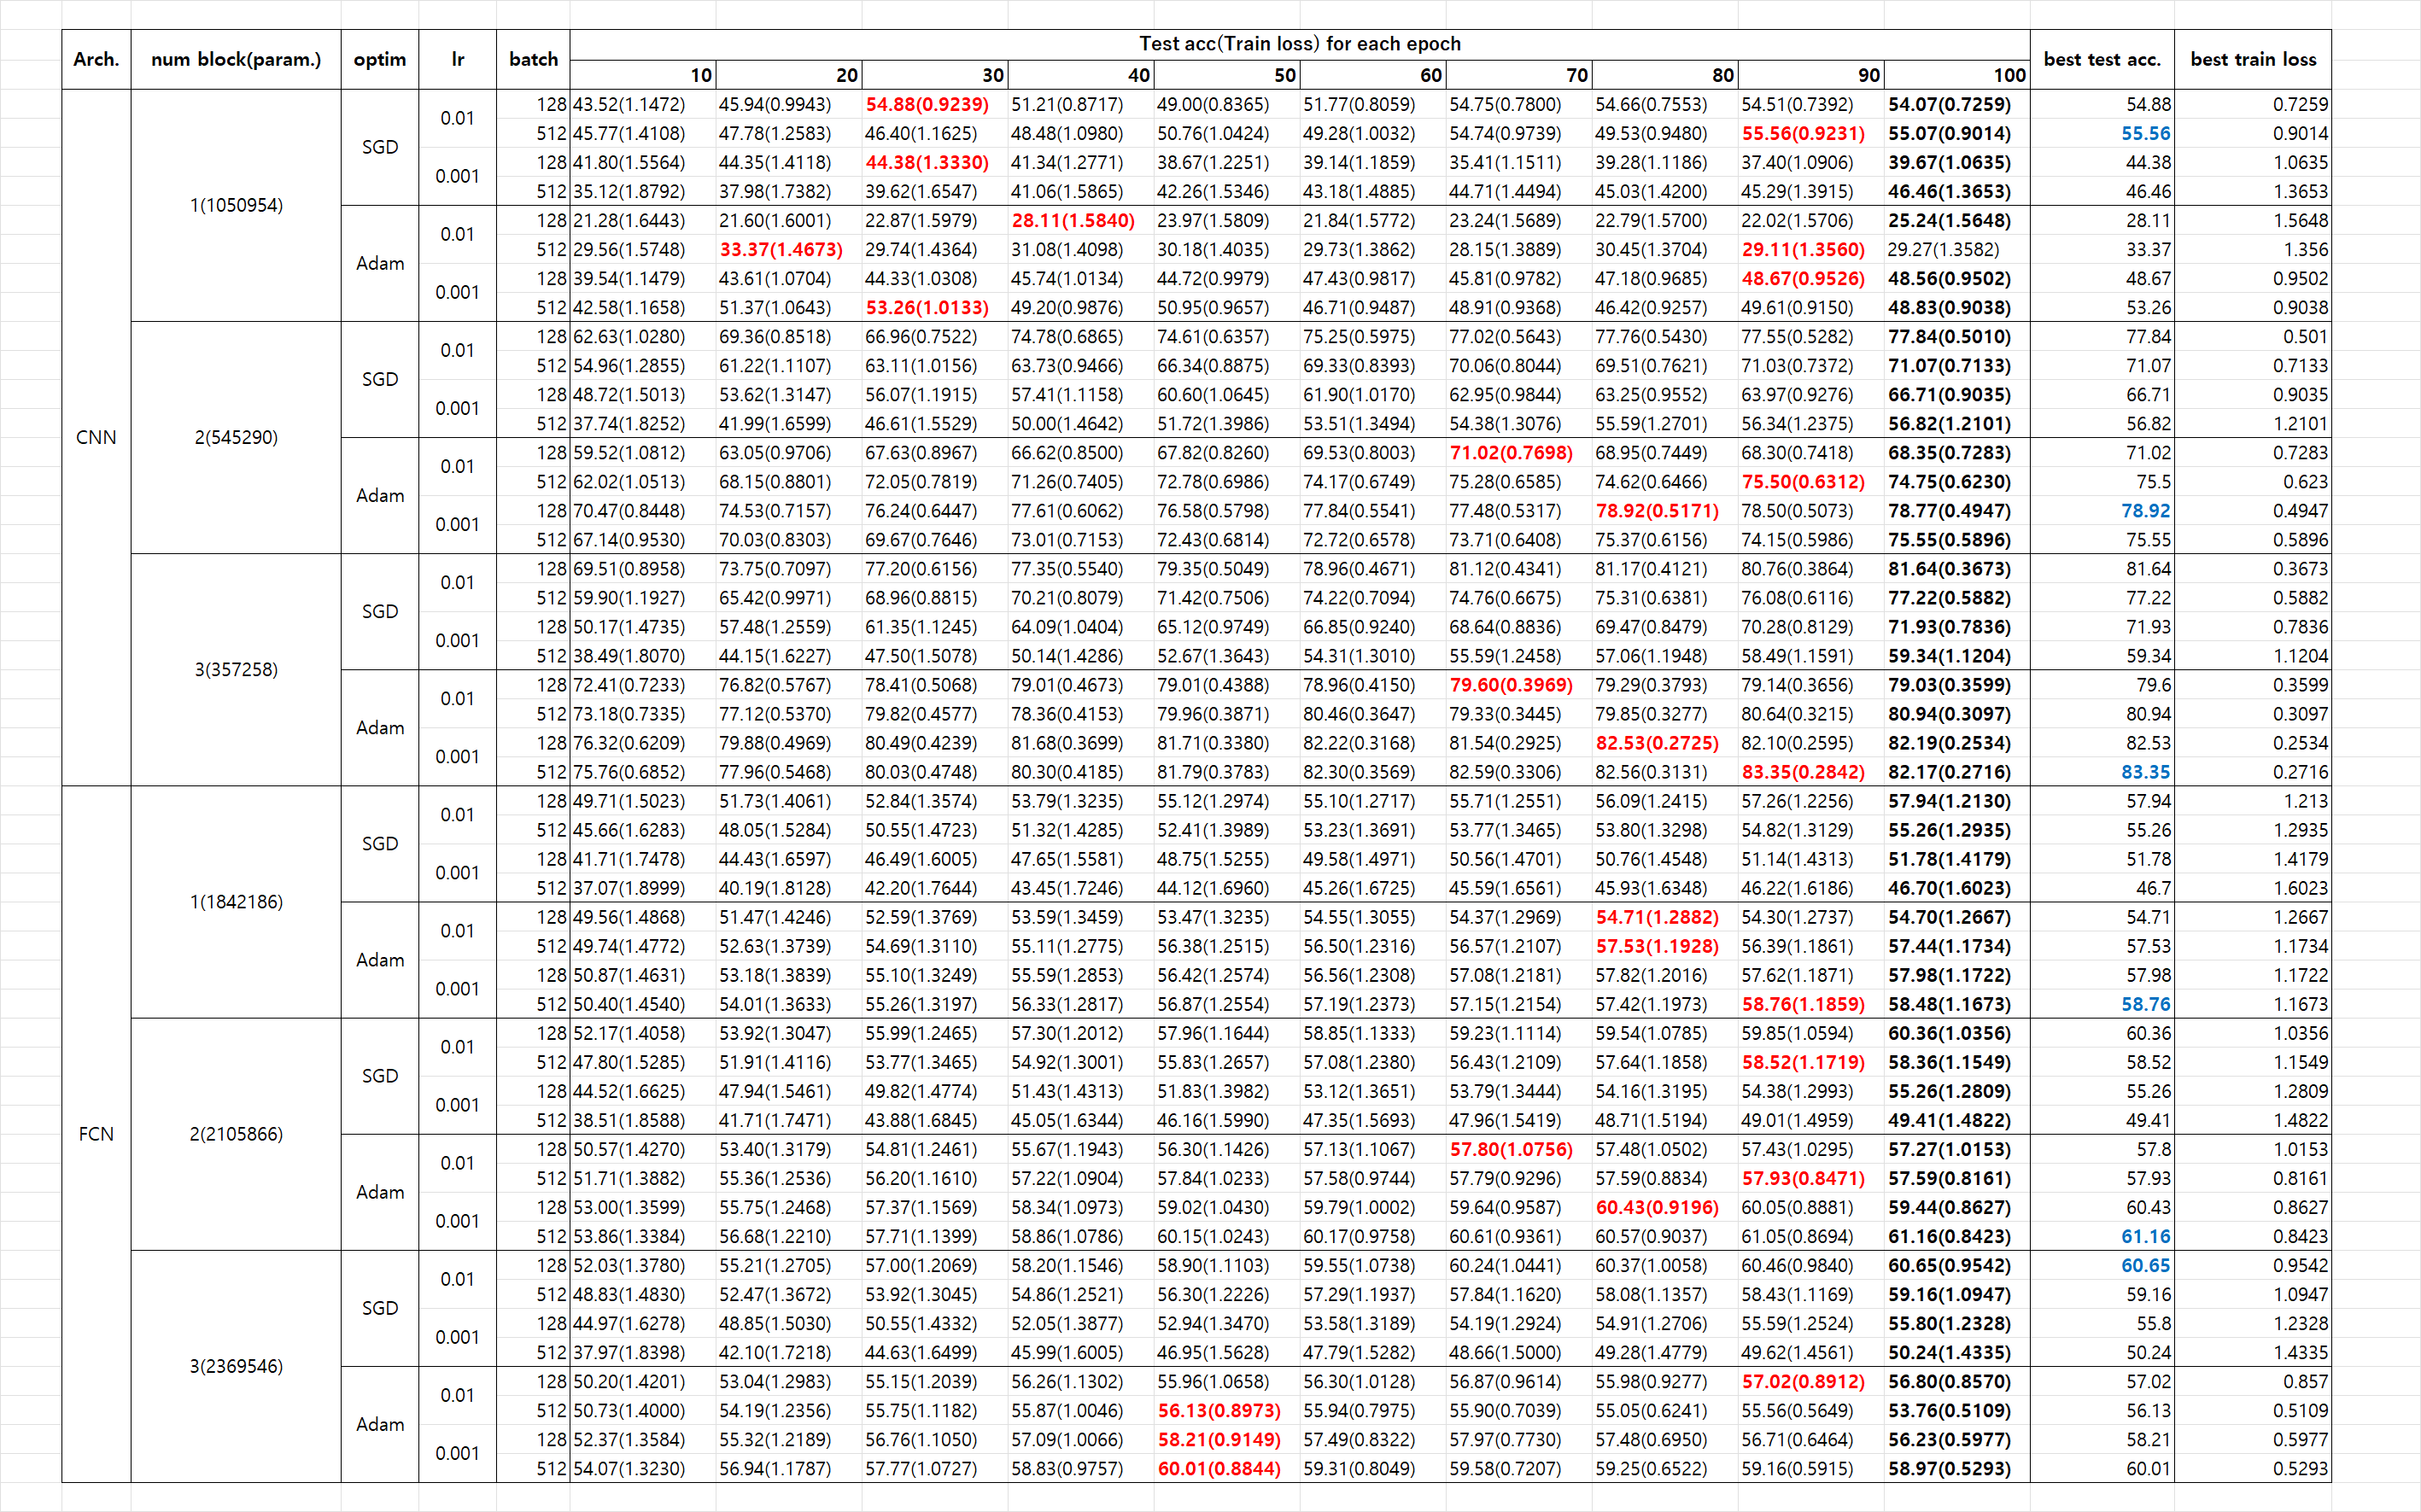 Arch. num block(param.) optim lr batch Test acc(Train loss) for each epoch best test acc. best train loss
10 20 30 40 50 60 70 80 90 100
CNN 1(1050954) SGD 0.01 128 43.52(1.1472) 45.94(0.9943) 54.88(0.9239) 51.21(0.8717) 49.00(0.8365) 51.77(0.8059) 54.75(0.7800) 54.66(0.7553) 54.51(0.7392) 54.07(0.7259) 54.88 0.7259
512 45.77(1.4108) 47.78(1.2583) 46.40(1.1625) 48.48(1.0980) 50.76(1.0424) 49.28(1.0032) 54.74(0.9739) 49.53(0.9480) 55.56(0.9231) 55.07(0.9014) 55.56 0.9014
0.001 128 41.80(1.5564) 44.35(1.4118) 44.38(1.3330) 41.34(1.2771) 38.67(1.2251) 39.14(1.1859) 35.41(1.1511) 39.28(1.1186) 37.40(1.0906) 39.67(1.0635) 44.38 1.0635
512 35.12(1.8792) 37.98(1.7382) 39.62(1.6547) 41.06(1.5865) 42.26(1.5346) 43.18(1.4885) 44.71(1.4494) 45.03(1.4200) 45.29(1.3915) 46.46(1.3653) 46.46 1.3653
Adam 0.01 128 21.28(1.6443) 21.60(1.6001) 22.87(1.5979) 28.11(1.5840) 23.97(1.5809) 21.84(1.5772) 23.24(1.5689) 22.79(1.5700) 22.02(1.5706) 25.24(1.5648) 28.11 1.5648
512 29.56(1.5748) 33.37(1.4673) 29.74(1.4364) 31.08(1.4098) 30.18(1.4035) 29.73(1.3862) 28.15(1.3889) 30.45(1.3704) 29.11(1.3560) 29.27(1.3582) 33.37 1.356
0.001 128 39.54(1.1479) 43.61(1.0704) 44.33(1.0308) 45.74(1.0134) 44.72(0.9979) 47.43(0.9817) 45.81(0.9782) 47.18(0.9685) 48.67(0.9526) 48.56(0.9502) 48.67 0.9502
512 42.58(1.1658) 51.37(1.0643) 53.26(1.0133) 49.20(0.9876) 50.95(0.9657) 46.71(0.9487) 48.91(0.9368) 46.42(0.9257) 49.61(0.9150) 48.83(0.9038) 53.26 0.9038
2(545290) SGD 0.01 128 62.63(1.0280) 69.36(0.8518) 66.96(0.7522) 74.78(0.6865) 74.61(0.6357) 75.25(0.5975) 77.02(0.5643) 77.76(0.5430) 77.55(0.5282) 77.84(0.5010) 77.84 0.501
512 54.96(1.2855) 61.22(1.1107) 63.11(1.0156) 63.73(0.9466) 66.34(0.8875) 69.33(0.8393) 70.06(0.8044) 69.51(0.7621) 71.03(0.7372) 71.07(0.7133) 71.07 0.7133
0.001 128 48.72(1.5013) 53.62(1.3147) 56.07(1.1915) 57.41(1.1158) 60.60(1.0645) 61.90(1.0170) 62.95(0.9844) 63.25(0.9552) 63.97(0.9276) 66.71(0.9035) 66.71 0.9035
512 37.74(1.8252) 41.99(1.6599) 46.61(1.5529) 50.00(1.4642) 51.72(1.3986) 53.51(1.3494) 54.38(1.3076) 55.59(1.2701) 56.34(1.2375) 56.82(1.2101) 56.82 1.2101
Adam 0.01 128 59.52(1.0812) 63.05(0.9706) 67.63(0.8967) 66.62(0.8500) 67.82(0.8260) 69.53(0.8003) 71.02(0.7698) 68.95(0.7449) 68.30(0.7418) 68.35(0.7283) 71.02 0.7283
512 62.02(1.0513) 68.15(0.8801) 72.05(0.7819) 71.26(0.7405) 72.78(0.6986) 74.17(0.6749) 75.28(0.6585) 74.62(0.6466) 75.50(0.6312) 74.75(0.6230) 75.5 0.623
0.001 128 70.47(0.8448) 74.53(0.7157) 76.24(0.6447) 77.61(0.6062) 76.58(0.5798) 77.84(0.5541) 77.48(0.5317) 78.92(0.5171) 78.50(0.5073) 78.77(0.4947) 78.92 0.4947
512 67.14(0.9530) 70.03(0.8303) 69.67(0.7646) 73.01(0.7153) 72.43(0.6814) 72.72(0.6578) 73.71(0.6408) 75.37(0.6156) 74.15(0.5986) 75.55(0.5896) 75.55 0.5896
3(357258) SGD 0.01 128 69.51(0.8958) 73.75(0.7097) 77.20(0.6156) 77.35(0.5540) 79.35(0.5049) 78.96(0.4671) 81.12(0.4341) 81.17(0.4121) 80.76(0.3864) 81.64(0.3673) 81.64 0.3673
512 59.90(1.1927) 65.42(0.9971) 68.96(0.8815) 70.21(0.8079) 71.42(0.7506) 74.22(0.7094) 74.76(0.6675) 75.31(0.6381) 76.08(0.6116) 77.22(0.5882) 77.22 0.5882
0.001 128 50.17(1.4735) 57.48(1.2559) 61.35(1.1245) 64.09(1.0404) 65.12(0.9749) 66.85(0.9240) 68.64(0.8836) 69.47(0.8479) 70.28(0.8129) 71.93(0.7836) 71.93 0.7836
512 38.49(1.8070) 44.15(1.6227) 47.50(1.5078) 50.14(1.4286) 52.67(1.3643) 54.31(1.3010) 55.59(1.2458) 57.06(1.1948) 58.49(1.1591) 59.34(1.1204) 59.34 1.1204
Adam 0.01 128 72.41(0.7233) 76.82(0.5767) 78.41(0.5068) 79.01(0.4673) 79.01(0.4388) 78.96(0.4150) 79.60(0.3969) 79.29(0.3793) 79.14(0.3656) 79.03(0.3599) 79.6 0.3599
512 73.18(0.7335) 77.12(0.5370) 79.82(0.4577) 78.36(0.4153) 79.96(0.3871) 80.46(0.3647) 79.33(0.3445) 79.85(0.3277) 80.64(0.3215) 80.94(0.3097) 80.94 0.3097
0.001 128 76.32(0.6209) 79.88(0.4969) 80.49(0.4239) 81.68(0.3699) 81.71(0.3380) 82.22(0.3168) 81.54(0.2925) 82.53(0.2725) 82.10(0.2595) 82.19(0.2534) 82.53 0.2534
512 75.76(0.6852) 77.96(0.5468) 80.03(0.4748) 80.30(0.4185) 81.79(0.3783) 82.30(0.3569) 82.59(0.3306) 82.56(0.3131) 83.35(0.2842) 82.17(0.2716) 83.35 0.2716
FCN 1(1842186) SGD 0.01 128 49.71(1.5023) 51.73(1.4061) 52.84(1.3574) 53.79(1.3235) 55.12(1.2974) 55.10(1.2717) 55.71(1.2551) 56.09(1.2415) 57.26(1.2256) 57.94(1.2130) 57.94 1.213
512 45.66(1.6283) 48.05(1.5284) 50.55(1.4723) 51.32(1.4285) 52.41(1.3989) 53.23(1.3691) 53.77(1.3465) 53.80(1.3298) 54.82(1.3129) 55.26(1.2935) 55.26 1.2935
0.001 128 41.71(1.7478) 44.43(1.6597) 46.49(1.6005) 47.65(1.5581) 48.75(1.5255) 49.58(1.4971) 50.56(1.4701) 50.76(1.4548) 51.14(1.4313) 51.78(1.4179) 51.78 1.4179
512 37.07(1.8999) 40.19(1.8128) 42.20(1.7644) 43.45(1.7246) 44.12(1.6960) 45.26(1.6725) 45.59(1.6561) 45.93(1.6348) 46.22(1.6186) 46.70(1.6023) 46.7 1.6023
Adam 0.01 128 49.56(1.4868) 51.47(1.4246) 52.59(1.3769) 53.59(1.3459) 53.47(1.3235) 54.55(1.3055) 54.37(1.2969) 54.71(1.2882) 54.30(1.2737) 54.70(1.2667) 54.71 1.2667
512 49.74(1.4772) 52.63(1.3739) 54.69(1.3110) 55.11(1.2775) 56.38(1.2515) 56.50(1.2316) 56.57(1.2107) 57.53(1.1928) 56.39(1.1861) 57.44(1.1734) 57.53 1.1734
0.001 128 50.87(1.4631) 53.18(1.3839) 55.10(1.3249) 55.59(1.2853) 56.42(1.2574) 56.56(1.2308) 57.08(1.2181) 57.82(1.2016) 57.62(1.1871) 57.98(1.1722) 57.98 1.1722
512 50.40(1.4540) 54.01(1.3633) 55.26(1.3197) 56.33(1.2817) 56.87(1.2554) 57.19(1.2373) 57.15(1.2154) 57.42(1.1973) 58.76(1.1859) 58.48(1.1673) 58.76 1.1673
2(2105866) SGD 0.01 128 52.17(1.4058) 53.92(1.3047) 55.99(1.2465) 57.30(1.2012) 57.96(1.1644) 58.85(1.1333) 59.23(1.1114) 59.54(1.0785) 59.85(1.0594) 60.36(1.0356) 60.36 1.0356
512 47.80(1.5285) 51.91(1.4116) 53.77(1.3465) 54.92(1.3001) 55.83(1.2657) 57.08(1.2380) 56.43(1.2109) 57.64(1.1858) 58.52(1.1719) 58.36(1.1549) 58.52 1.1549
0.001 128 44.52(1.6625) 47.94(1.5461) 49.82(1.4774) 51.43(1.4313) 51.83(1.3982) 53.12(1.3651) 53.79(1.3444) 54.16(1.3195) 54.38(1.2993) 55.26(1.2809) 55.26 1.2809
512 38.51(1.8588) 41.71(1.7471) 43.88(1.6845) 45.05(1.6344) 46.16(1.5990) 47.35(1.5693) 47.96(1.5419) 48.71(1.5194) 49.01(1.4959) 49.41(1.4822) 49.41 1.4822
Adam 0.01 128 50.57(1.4270) 53.40(1.3179) 54.81(1.2461) 55.67(1.1943) 56.30(1.1426) 57.13(1.1067) 57.80(1.0756) 57.48(1.0502) 57.43(1.0295) 57.27(1.0153) 57.8 1.0153
512 51.71(1.3882) 55.36(1.2536) 56.20(1.1610) 57.22(1.0904) 57.84(1.0233) 57.58(0.9744) 57.79(0.9296) 57.59(0.8834) 57.93(0.8471) 57.59(0.8161) 57.93 0.8161
0.001 128 53.00(1.3599) 55.75(1.2468) 57.37(1.1569) 58.34(1.0973) 59.02(1.0430) 59.79(1.0002) 59.64(0.9587) 60.43(0.9196) 60.05(0.8881) 59.44(0.8627) 60.43 0.8627
512 53.86(1.3384) 56.68(1.2210) 57.71(1.1399) 58.86(1.0786) 60.15(1.0243) 60.17(0.9758) 60.61(0.9361) 60.57(0.9037) 61.05(0.8694) 61.16(0.8423) 61.16 0.8423
3(2369546) SGD 0.01 128 52.03(1.3780) 55.21(1.2705) 57.00(1.2069) 58.20(1.1546) 58.90(1.1103) 59.55(1.0738) 60.24(1.0441) 60.37(1.0058) 60.46(0.9840) 60.65(0.9542) 60.65 0.9542
512 48.83(1.4830) 52.47(1.3672) 53.92(1.3045) 54.86(1.2521) 56.30(1.2226) 57.29(1.1937) 57.84(1.1620) 58.08(1.1357) 58.43(1.1169) 59.16(1.0947) 59.16 1.0947
0.001 128 44.97(1.6278) 48.85(1.5030) 50.55(1.4332) 52.05(1.3877) 52.94(1.3470) 53.58(1.3189) 54.19(1.2924) 54.91(1.2706) 55.59(1.2524) 55.80(1.2328) 55.8 1.2328
512 37.97(1.8398) 42.10(1.7218) 44.63(1.6499) 45.99(1.6005) 46.95(1.5628) 47.79(1.5282) 48.66(1.5000) 49.28(1.4779) 49.62(1.4561) 50.24(1.4335) 50.24 1.4335
Adam 0.01 128 50.20(1.4201) 53.04(1.2983) 55.15(1.2039) 56.26(1.1302) 55.96(1.0658) 56.30(1.0128) 56.87(0.9614) 55.98(0.9277) 57.02(0.8912) 56.80(0.8570) 57.02 0.857
512 50.73(1.4000) 54.19(1.2356) 55.75(1.1182) 55.87(1.0046) 56.13(0.8973) 55.94(0.7975) 55.90(0.7039) 55.05(0.6241) 55.56(0.5649) 53.76(0.5109) 56.13 0.5109
0.001 128 52.37(1.3584) 55.32(1.2189) 56.76(1.1050) 57.09(1.0066) 58.21(0.9149) 57.49(0.8322) 57.97(0.7730) 57.48(0.6950) 56.71(0.6464) 56.23(0.5977) 58.21 0.5977
512 54.07(1.3230) 56.94(1.1787) 57.77(1.0727) 58.83(0.9757) 60.01(0.8844) 59.31(0.8049) 59.58(0.7207) 59.25(0.6522) 59.16(0.5915) 58.97(0.5293) 60.01 0.5293